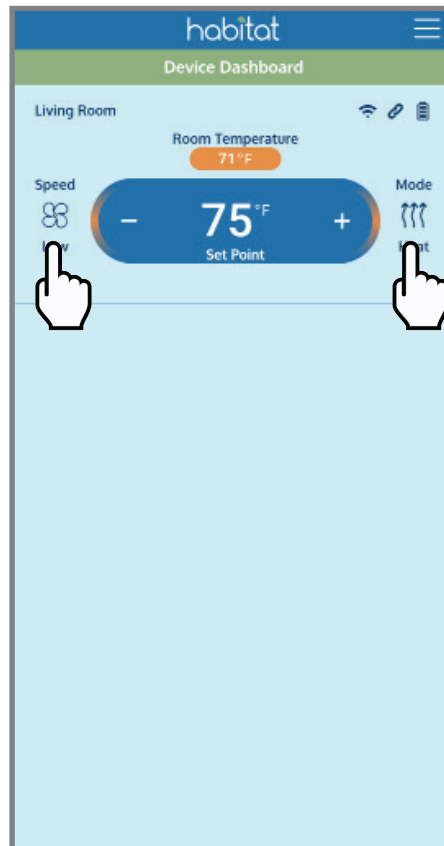 habitat
Device Dashboard
Living Room
Room Temperature
71°F
Speed
Mode
− 75°F +
Set Point